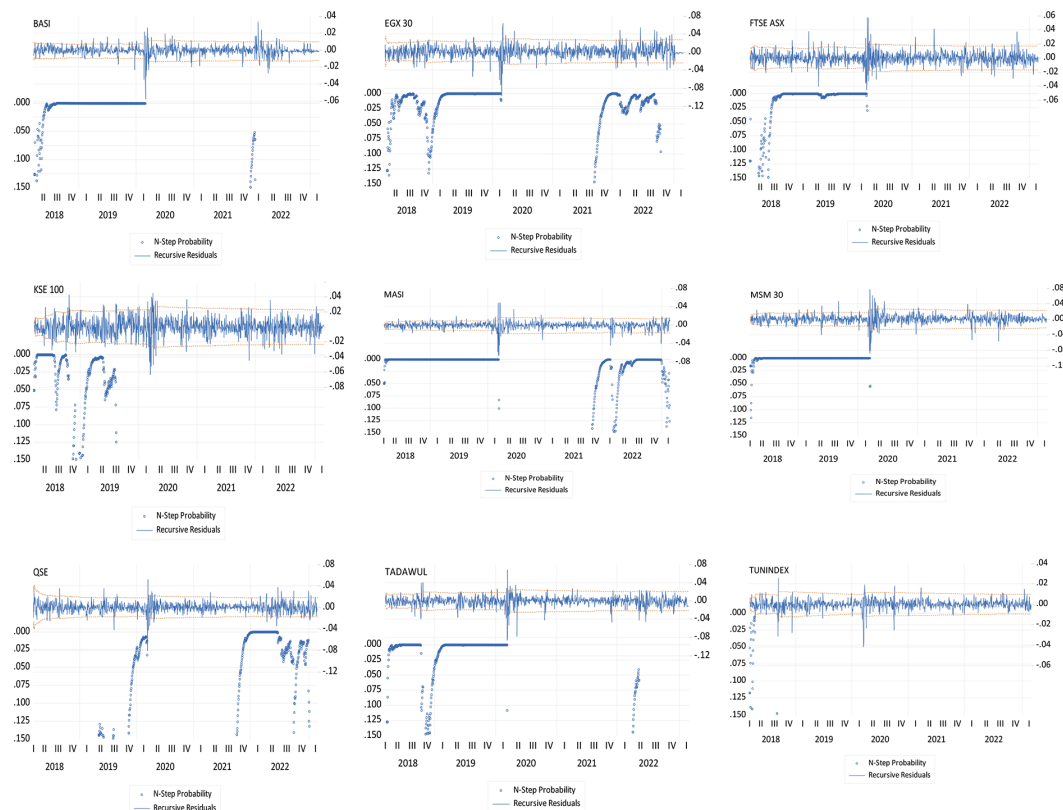 BASI
.04
.00
-.02
-.04
-.06
.000
.050
.100
.150
II III IV I II III IV I II III IV I II III IV I II III IV I
2018 2019 2020 2021 2022
N-Step Probability
Recursive Residuals
EGX 30
.08
.04
.00
-.04
-.12
.000
.025
.050
.075
.100
.125
.150
II III IV I II III IV I II III IV I II III IV I II III IV I
2018 2019 2020 2021 2022
N-Step Probability
Recursive Residuals
FTSE ASX
.06
.04
.02
.00
-.02
-.04
-.06
.000
.050
.100
.150
II III IV I II III IV I II III IV I II III IV I II III IV I
2018 2019 2020 2021 2022
N-Step Probability
Recursive Residuals
KSE 100
.04
.00
-.02
-.04
-.06
-.08
.000
.025
.050
.075
.100
.125
.150
II III IV I II III IV I II III IV I II III IV I II III IV I
2018 2019 2020 2021 2022
N-Step Probability
Recursive Residuals
MASI
.08
.04
.00
-.04
-.08
.000
.025
.050
.075
.100
.125
.150
I II III IV I II III IV I II III IV I II III IV I II III IV I
2018 2019 2020 2021 2022
N-Step Probability
Recursive Residuals
MSM 30
.08
.04
.00
-.04
-.08
-.1
.000
.025
.050
.075
.100
.125
.150
I II III IV I II III IV I II III IV I II III IV I II III IV I
2018 2019 2020 2021 2022
N-Step Probability
Recursive Residuals
QSE
.08
.04
.00
-.04
-.08
-.12
.000
.025
.050
.075
.100
.125
.150
I II III IV I II III IV I II III IV I II III IV I II III IV I
2018 2019 2020 2021 2022
N-Step Probability
Recursive Residuals
TADAWUL
.08
.04
.00
-.04
-.08
-.12
.000
.025
.050
.075
.100
.125
.150
I II III IV I II III IV I II III IV I II III IV I II III IV I
2018 2019 2020 2021 2022
N-Step Probability
Recursive Residuals
TUNINDEX
.04
.02
.00
-.02
-.04
-.06
.000
.025
.050
.075
.100
.125
.150
I II III IV I II III IV I II III IV I II III IV I II III IV I
2018 2019 2020 2021 2022
N-Step Probability
Recursive Residuals